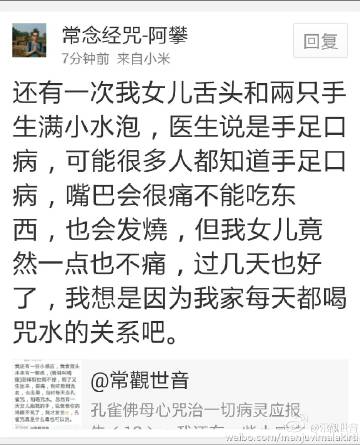 常念经咒-阿攀
回复
7分钟前 来自小米
还有一次我女儿舌头和兩只手
生满小水泡，医生说是手足口
病，可能很多人都知道手足口
病，嘴巴会很痛不能吃东
西，也会发燒，但我女儿竟
然一点也不痛，过几天也好
了，我想是因为我家每天都喝
咒水的关系吧。
@常觀世音
孔雀佛母心咒治一切病灵应报
weibo.com/menjuyimaialara